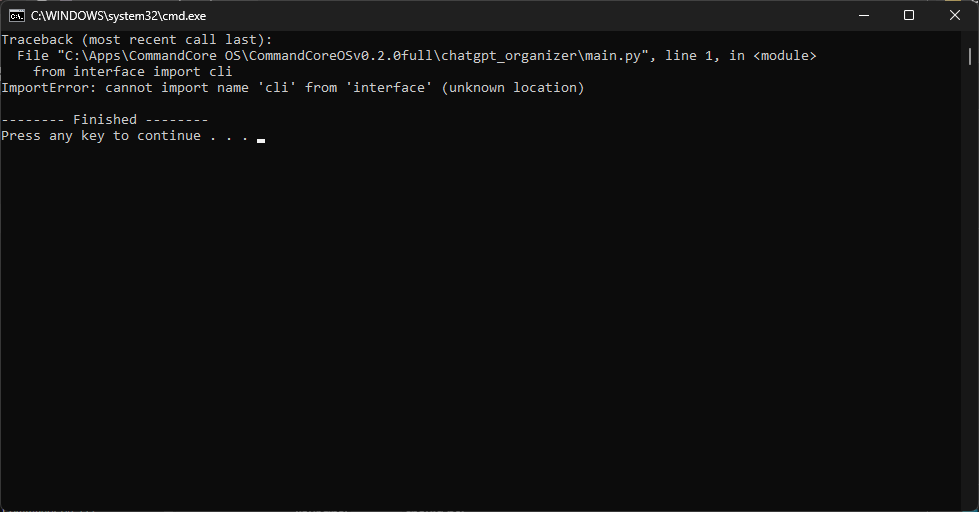 C:\WINDOWS\system32\cmd.exe
Traceback (most recent call last):
  File "C:\Apps\CommandCore OS\CommandCoreOSv0.2.0full\chatgpt_organizer\main.py", line 1, in <module>
    from interface import cli
ImportError: cannot import name 'cli' from 'interface' (unknown location)

-------- Finished --------
Press any key to continue . . .